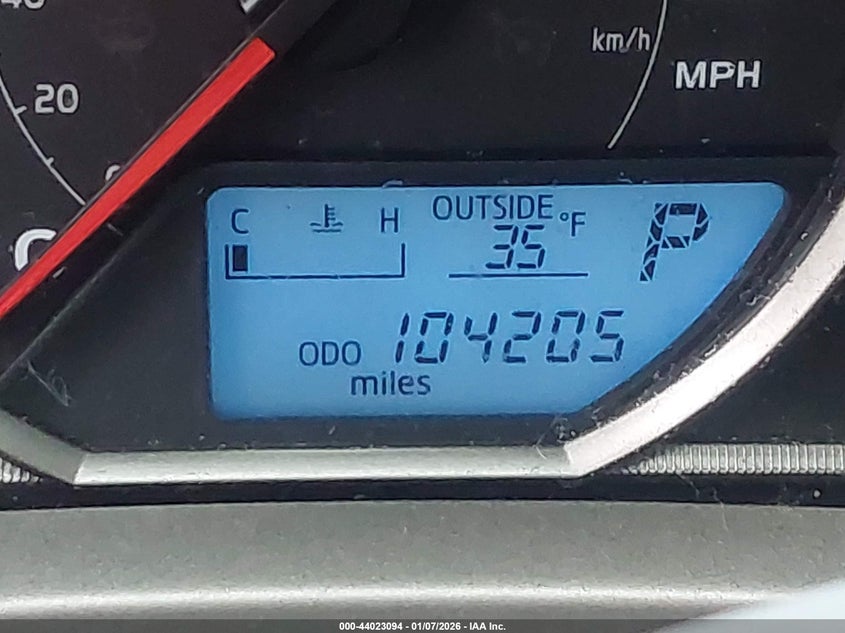 km/h
MPH
20
C H OUTSIDE °F P
35
ODO 104205
miles
000-44023094 - 01/07/2026 - IAA Inc.